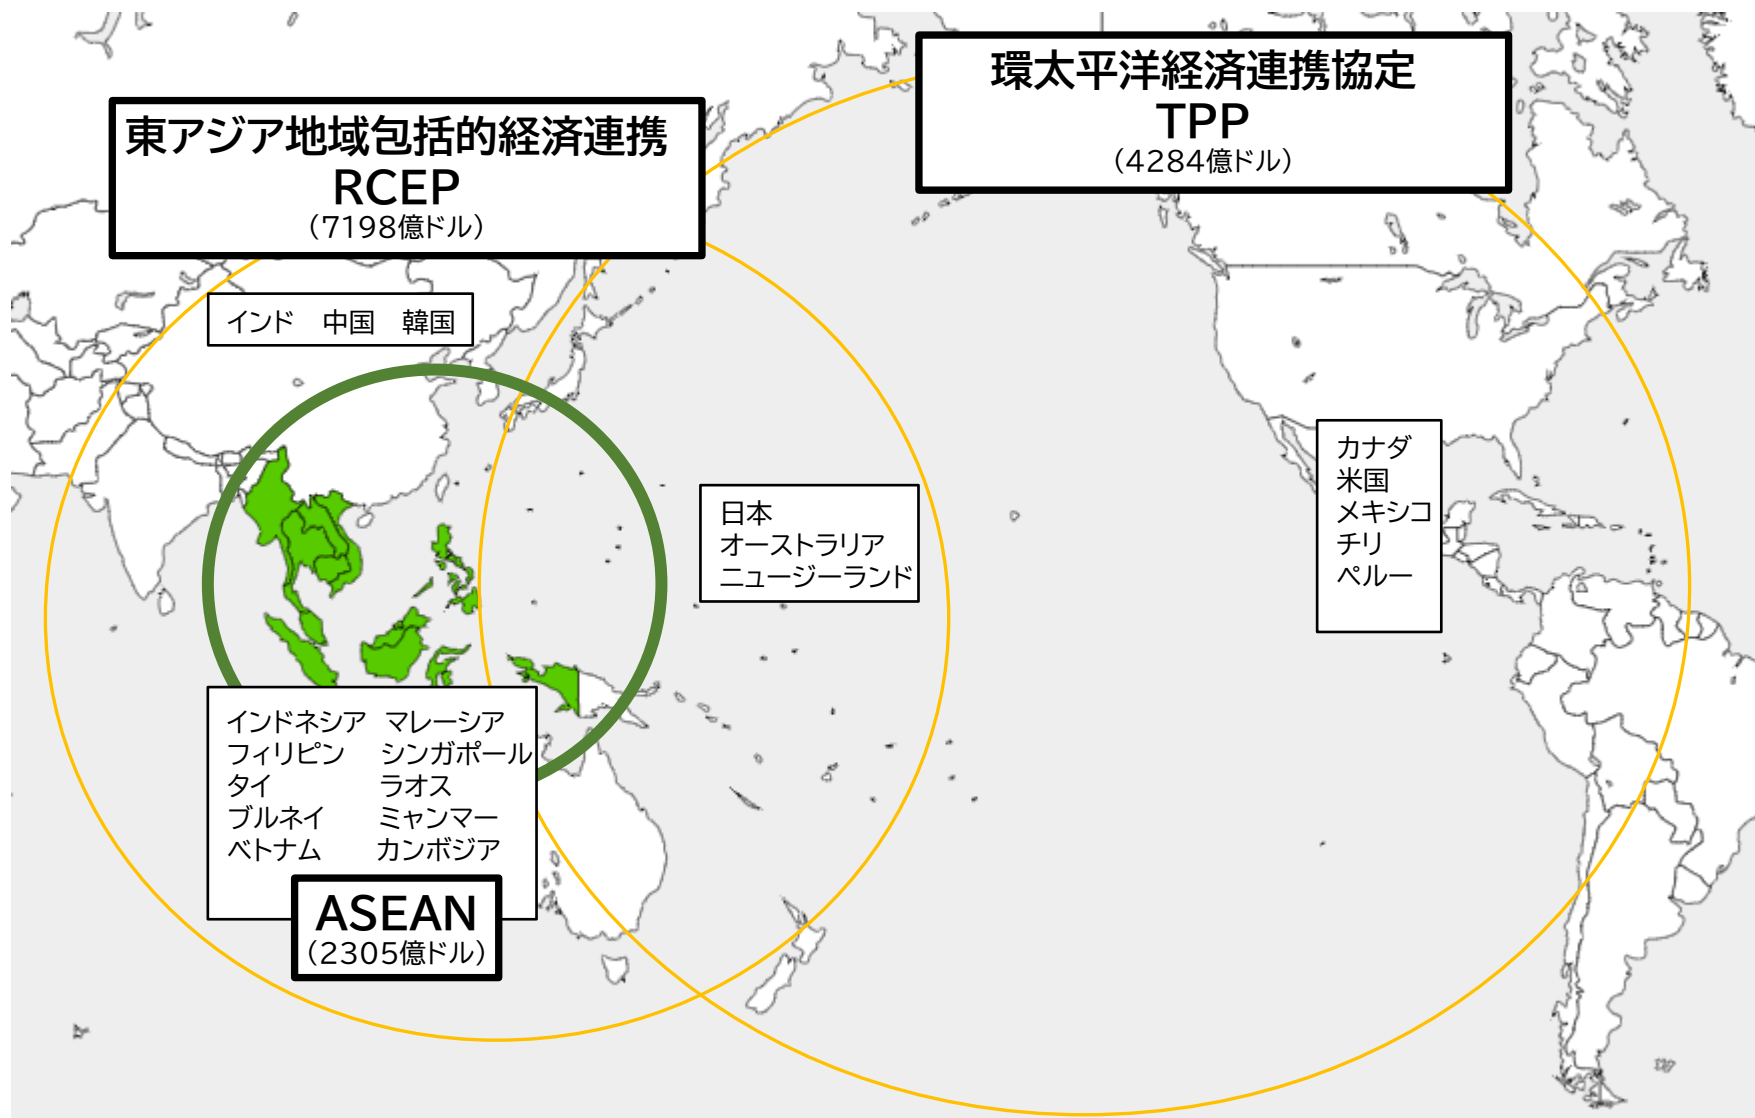 環太平洋経済連携協定
TPP
(4284億ドル)
東アジア地域包括的経済連携
RCEP
(7198億ドル)
インド　中国　韓国
カナダ
米国
メキシコ
チリ
ペルー
日本
オーストラリア
ニュージーランド
インドネシア　マレーシア
フィリピン　シンガポール
タイ　ラオス
ブルネイ　ミャンマー
ベトナム　カンボジア
ASEAN
(2305億ドル)